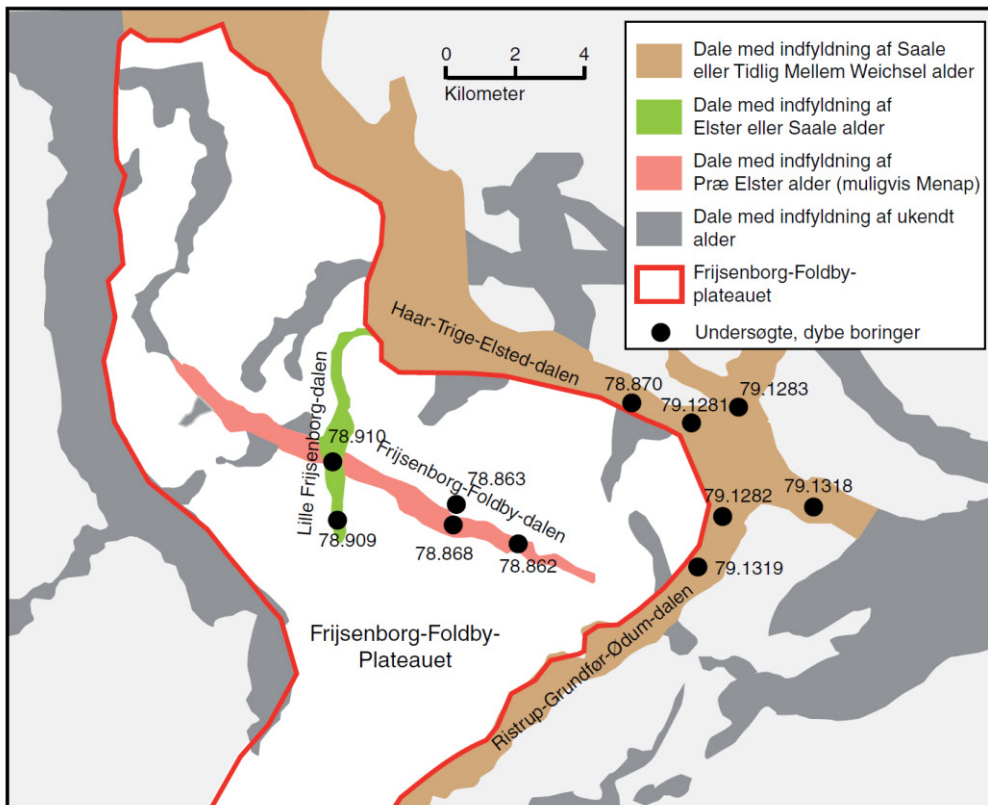 0 2 4
Kilometer
Dale med indfyldning af Saale
eller Tidlig Mellem Weichsel alder
Dale med indfyldning af
Elster eller Saale alder
Dale med indfyldning af
Præ Elster alder (muligvis Menap)
Dale med indfyldning af ukendt
alder
Frijsenborg-Foldby-
plateauet
Undersøgte, dybe boringer
Haar-Trige-Elsted-dalen
78.870
79.1281
79.1283
Lille Frijsenborg-dalen
78.910
Frijsenborg-Foldby-dalen
78.863
79.1282
79.1318
78.909
78.868
78.862
79.1319
Frijsenborg-Foldby-
Plateauet
Ristrup-Grundfør-Ødum-dalen